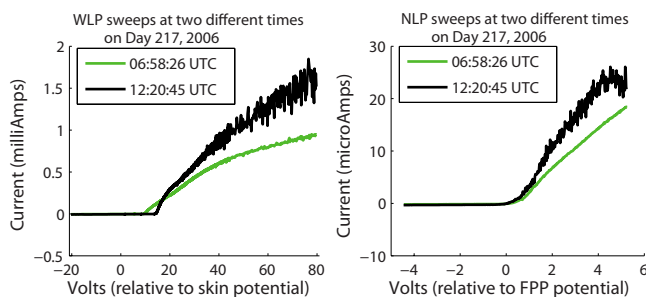 WLP sweeps at two different times
on Day 217, 2006
2
06:58:26 UTC
12:20:45 UTC
1.5
1
0.5
0
−0.5
Current (milliAmps)
−20
0
20
40
60
80
Volts (relative to skin potential)
NLP sweeps at two different times
on Day 217, 2006
30
06:58:26 UTC
12:20:45 UTC
20
10
0
−10
Current (microAmps)
−4
−2
0
2
4
6
Volts (relative to FPP potential)